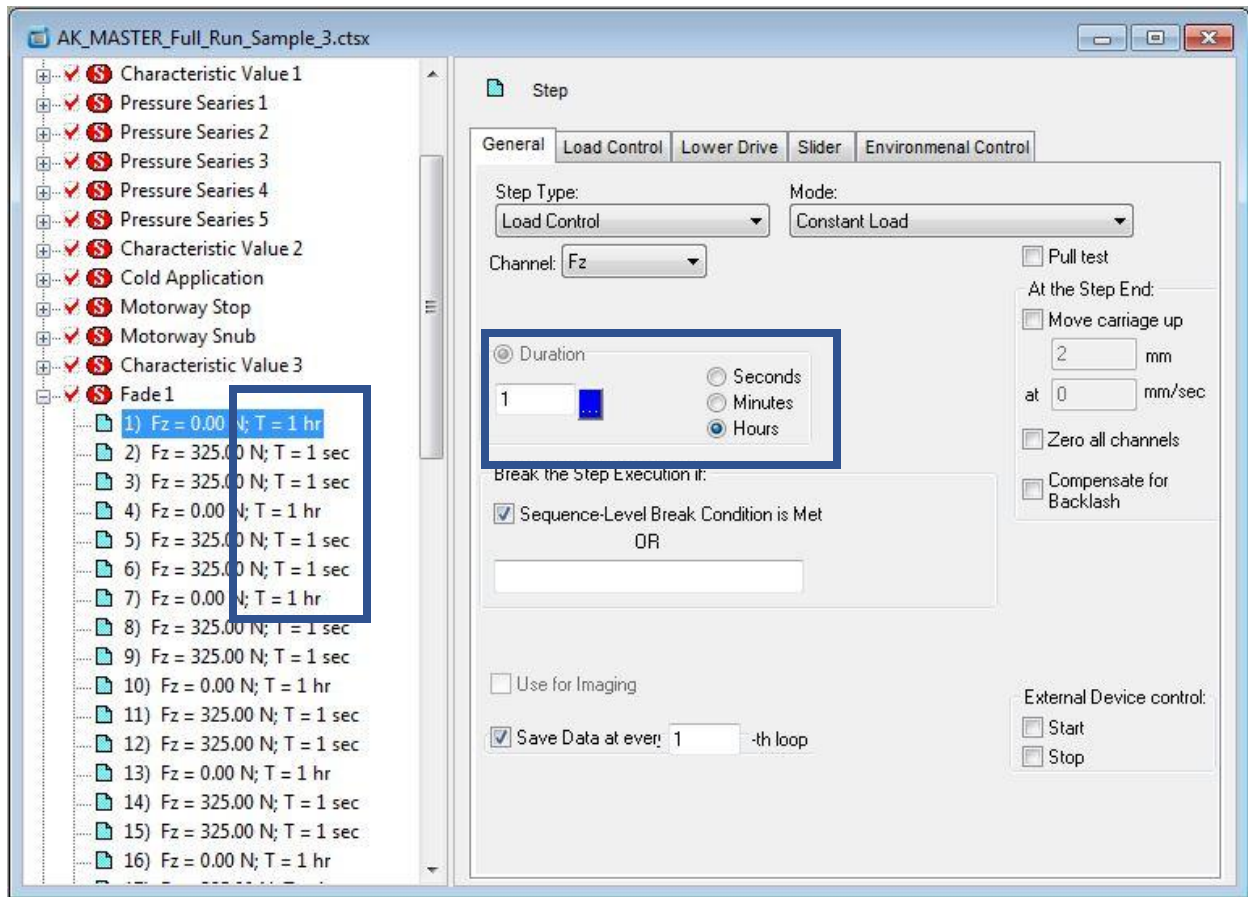 AK_MASTER_Full_Run_Sample_3.ctsx
Characteristic Value 1
Pressure Searies 1
Pressure Searies 2
Pressure Searies 3
Pressure Searies 4
Pressure Searies 5
Characteristic Value 2
Cold Application
Motorway Stop
Motorway Snub
Characteristic Value 3
Fade 1
1) Fz = 0.00 N; T = 1 hr
2) Fz = 325.00 N; T = 1 sec
3) Fz = 325.00 N; T = 1 sec
4) Fz = 0.00 N; T = 1 hr
5) Fz = 325.00 N; T = 1 sec
6) Fz = 325.00 N; T = 1 sec
7) Fz = 0.00 N; T = 1 hr
8) Fz = 325.00 N; T = 1 sec
9) Fz = 325.00 N; T = 1 sec
10) Fz = 0.00 N; T = 1 hr
11) Fz = 325.00 N; T = 1 sec
12) Fz = 325.00 N; T = 1 sec
13) Fz = 0.00 N; T = 1 hr
14) Fz = 325.00 N; T = 1 sec
15) Fz = 325.00 N; T = 1 sec
16) Fz = 0.00 N; T = 1 hr
Step
General Load Control Lower Drive Slider Environmenal Control
Step Type: Mode:
Load Control Constant Load
Channel: Fz
Pull test
At the Step End:
Move carriage up
2 mm
at 0 mm/sec
Zero all channels
Compensate for
Backlash
Duration
1 ...
Seconds
Minutes
Hours
Break the Step Execution if:
Sequence-Level Break Condition is Met
OR
Use for Imaging
Save Data at every 1 -th loop
External Device control:
Start
Stop